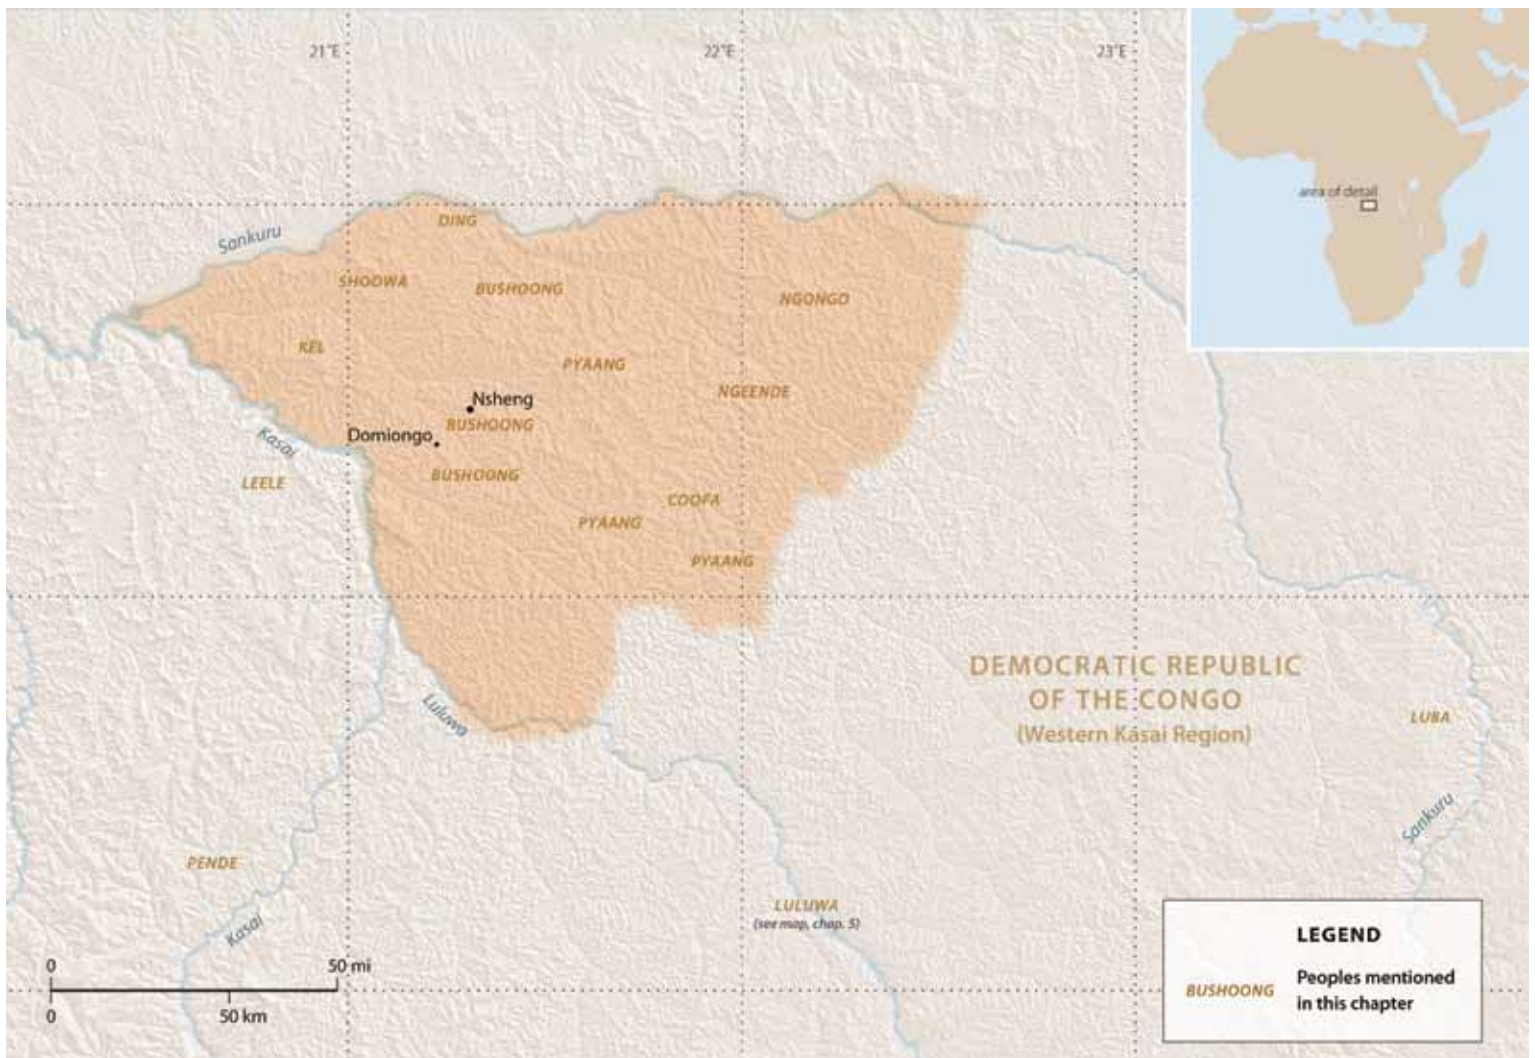 21°E
22°E
23°E
area of detail
DING
Sankuru
SHOOWA
BUSHOONG
NGONGO
KEL
PYAANG
NGEENDE
Nsheng
BUSHOONG
Domiongo
Kasai
BUSHOONG
LEELE
COOFA
PYAANG
PYAANG
DEMOCRATIC REPUBLIC
OF THE CONGO
(Western Kasai Region)
Luluwa
LUBA
Sankuru
PENDE
Kasai
LULUWA
(see map, chap. 5)
0 50 mi
0 50 km
LEGEND
BUSHOONG Peoples mentioned
in this chapter